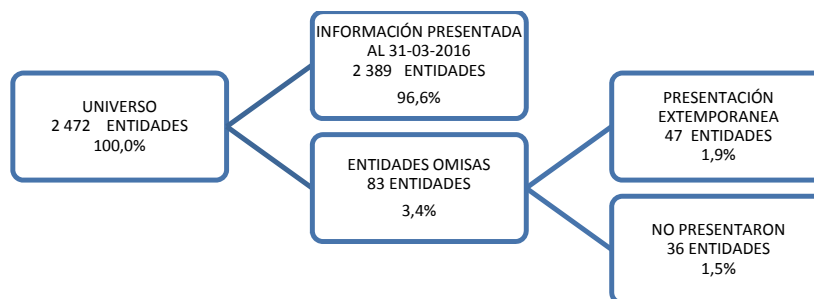 UNIVERSO
2 472 ENTIDADES
100,0%
INFORMACIÓN PRESENTADA
AL 31-03-2016
2 389 ENTIDADES
96,6%
ENTIDADES OMISAS
83 ENTIDADES
3,4%
PRESENTACIÓN
EXTEMPORANEA
47 ENTIDADES
1,9%
NO PRESENTARON
36 ENTIDADES
1,5%